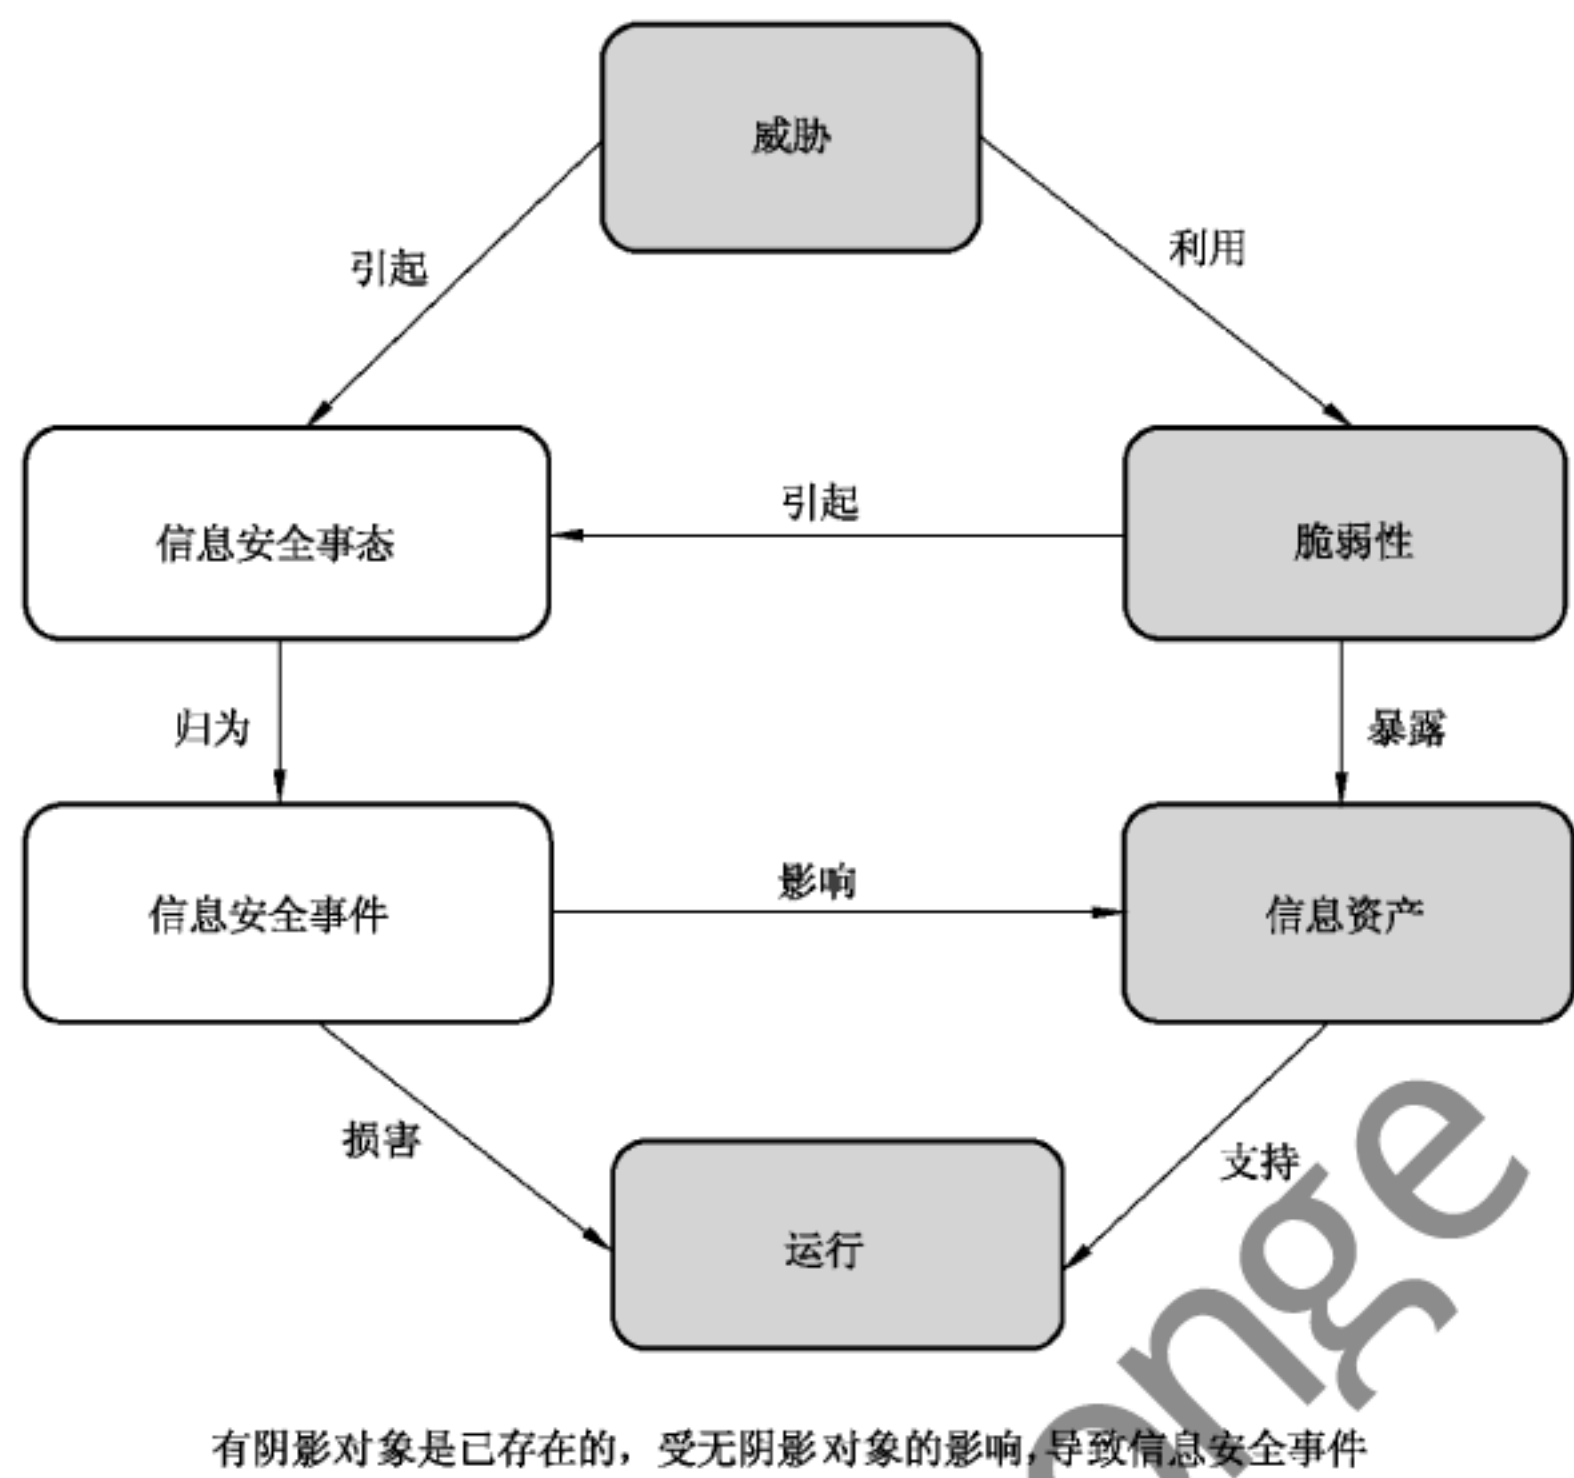 威胁
引起
利用
信息安全事态
引起
脆弱性
归为
暴露
信息安全事件
影响
信息资产
损害
支持
运行
有阴影对象是已存在的，受无阴影对象的影响，导致信息安全事件
onge